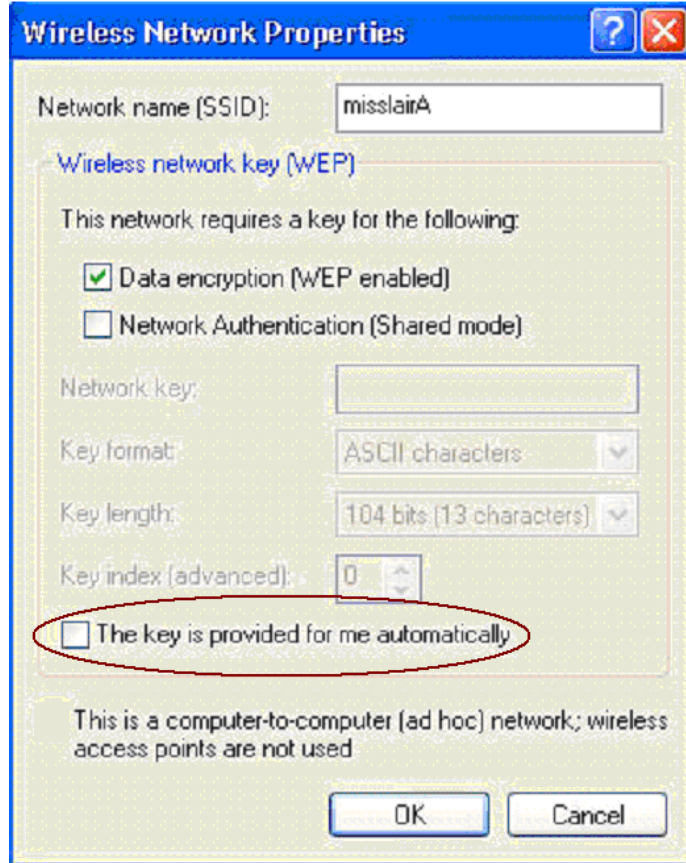 Wireless Network Properties
Network name (SSID): misslairA
Wireless network key (WEP)
This network requires a key for the following:
Data encryption (WEP enabled)
Network Authentication (Shared mode)
Network key:
Key format: ASCII characters
Key length: 104 bits (13 characters)
Key index (advanced): 0
The key is provided for me automatically
This is a computer-to-computer (ad hoc) network; wireless
access points are not used
OK Cancel